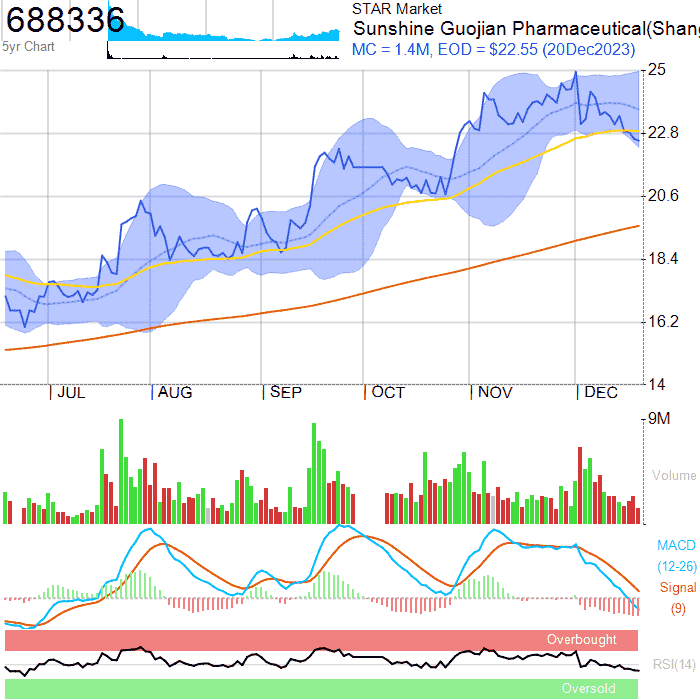 688336
5yr Chart
STAR Market
Sunshine Guojian Pharmaceutical(Shang
MC = 1.4M, EOD = $22.55 (20Dec2023)
25
22.8
20.6
18.4
16.2
14
JUL AUG SEP OCT NOV DEC
9M
Volume
MACD
(12-26)
Signal
(9)
Overbought
RSI(14)
Oversold